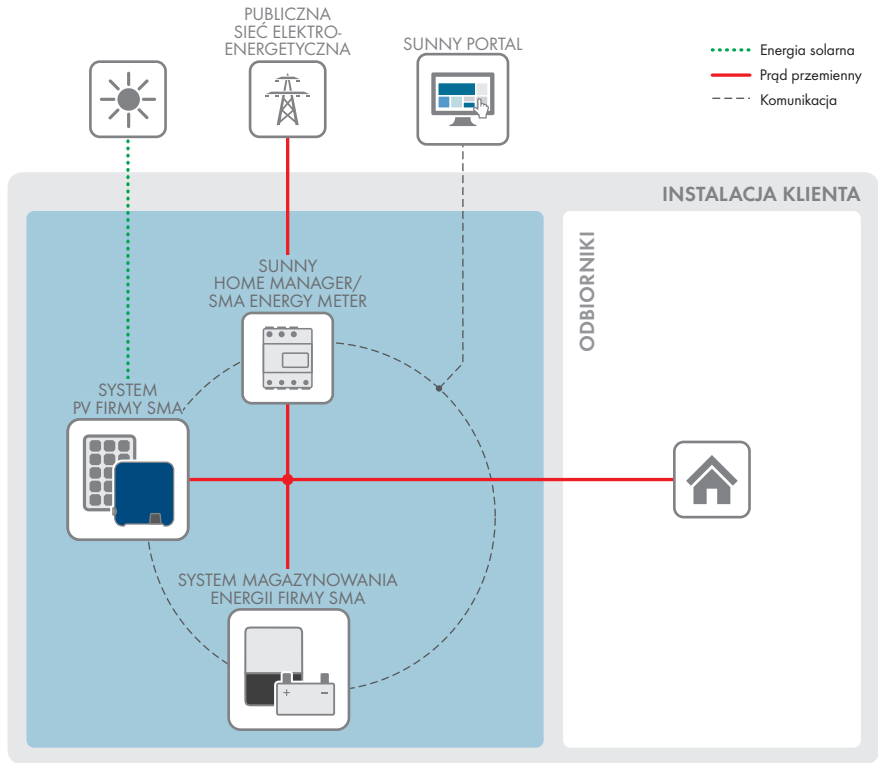 PUBLICZNA
SIEĆ ELEKTRO-
ENERGETYCZNA
SUNNY PORTAL
Energia solarna
Prąd przemienny
Komunikacja
INSTALACJA KLIENTA
ODBIORNIKI
SUNNY
HOME MANAGER/
SMA ENERGY METER
SYSTEM
PV FIRMY SMA
SYSTEM MAGAZYNOWANIA
ENERGII FIRMY SMA
+ −